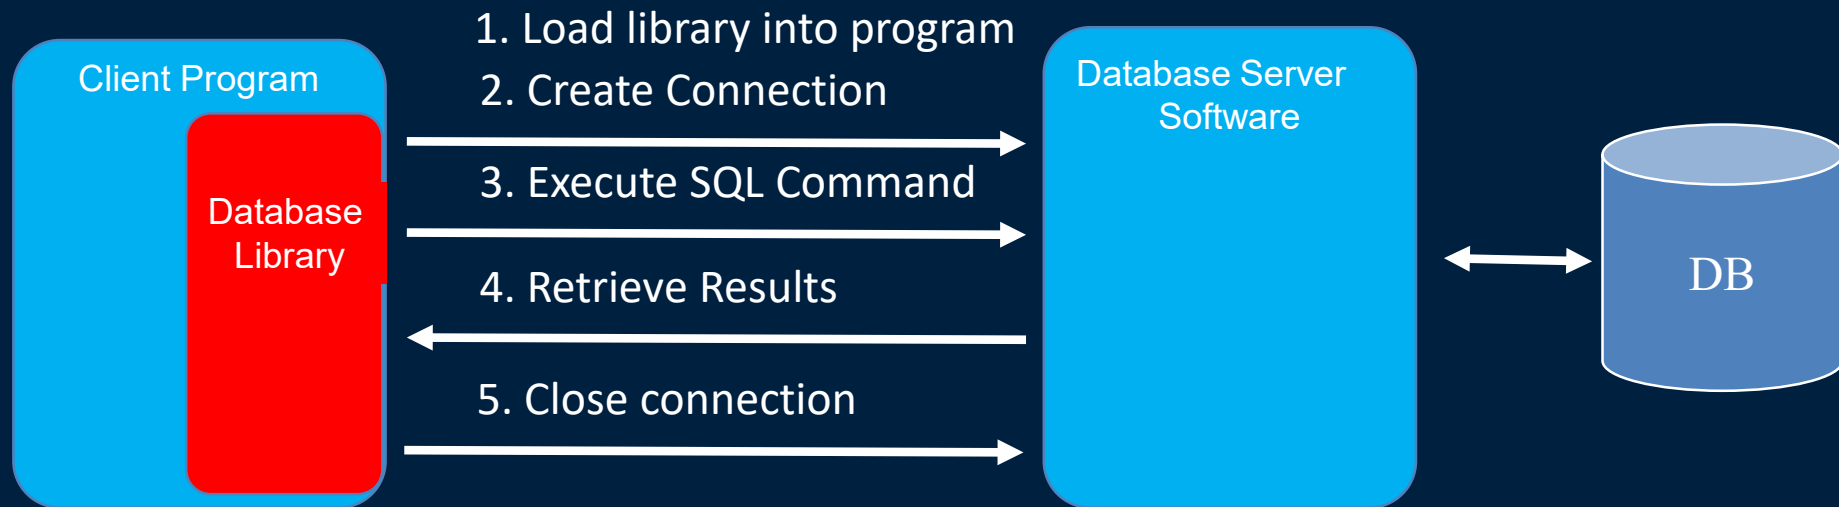 Client Program
Database
Library
1. Load library into program
2. Create Connection
3. Execute SQL Command
4. Retrieve Results
5. Close connection
Database Server
Software
DB